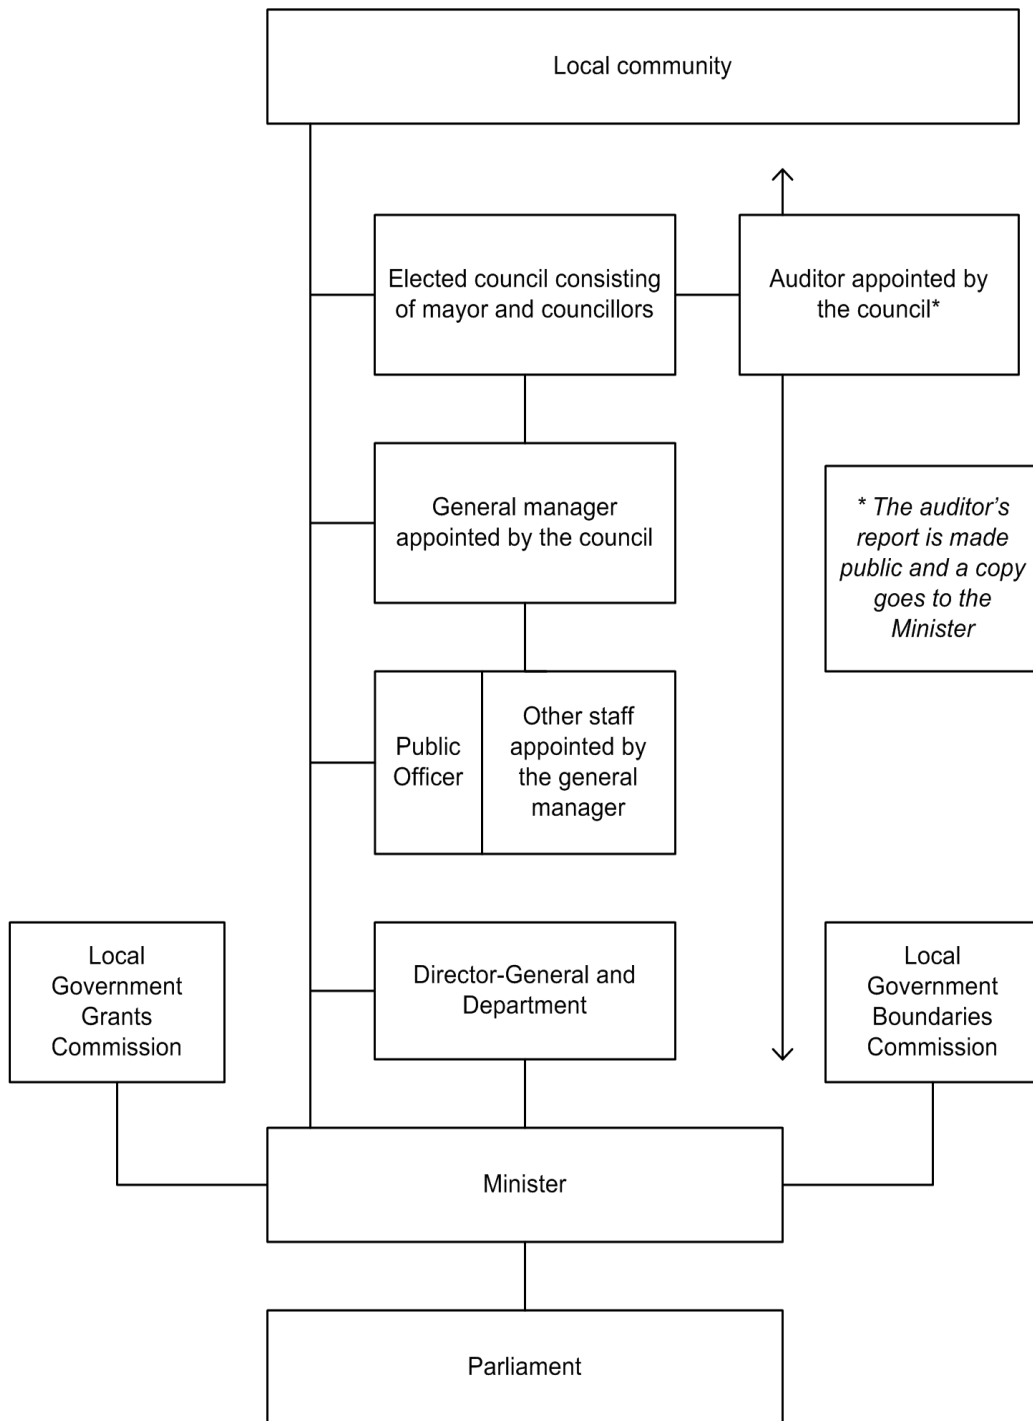 Local community
Elected council consisting
of mayor and councillors
Auditor appointed by
the council*
General manager
appointed by the council
* The auditor’s
report is made
public and a copy
goes to the
Minister
Public
Officer
Other staff
appointed by
the general
manager
Local
Government
Grants
Commission
Director-General and
Department
Local
Government
Boundaries
Commission
Minister
Parliament